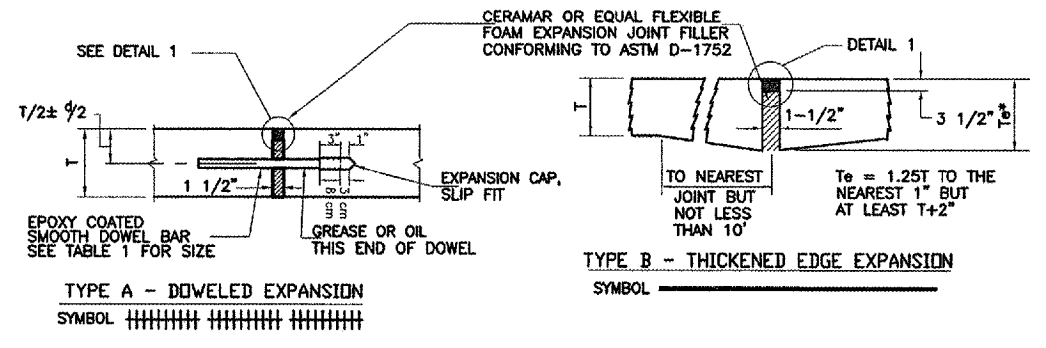 CERAMAR OR EQUAL FLEXIBLE
FOAM EXPANSION JOINT FILLER
CONFORMING TO ASTM D-1752
SEE DETAIL 1
DETAIL 1
T/2±
T
3"
1"
1 1/2"
8 cm
3 cm
EXPANSION CAP,
SLIP FIT
EPOXY COATED
SMOOTH DOWEL BAR
SEE TABLE 1 FOR SIZE
GREASE OR OIL
THIS END OF DOWEL
TYPE A - DOWELED EXPANSION
SYMBOL
T
1-1/2"
3 1/2"
Te*
TO NEAREST
JOINT BUT
NOT LESS
THAN 10'
Te = 1.25T TO THE
NEAREST 1" BUT
AT LEAST T+2"
TYPE B - THICKENED EDGE EXPANSION
SYMBOL